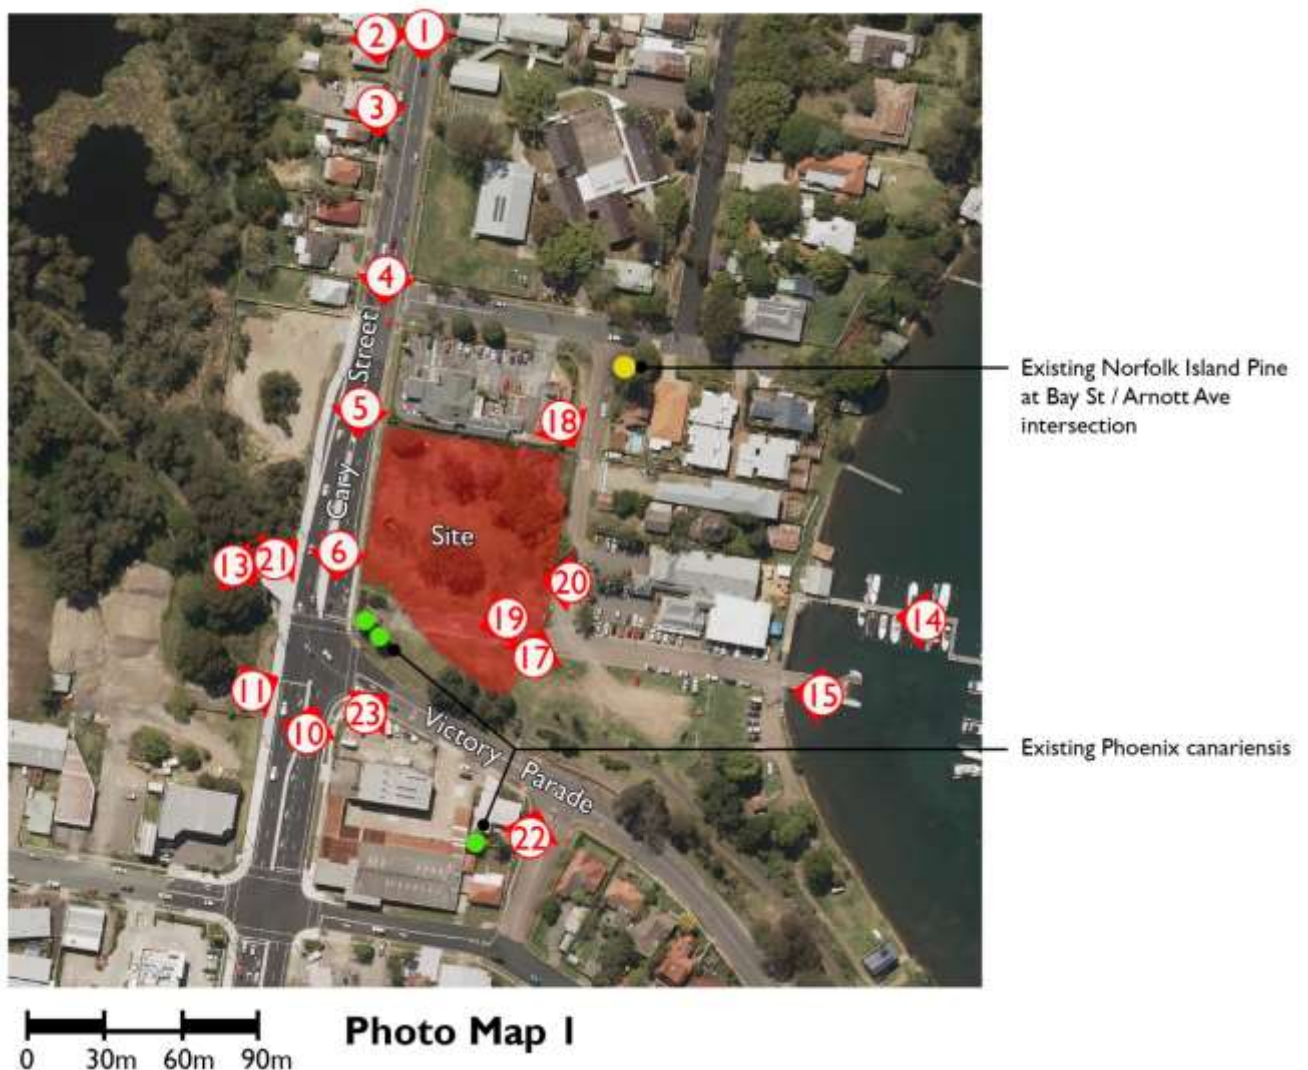 2
1
3
4
Street
5
18
Existing Norfolk Island Pine
at Bay St / Arnott Ave
intersection
Cary
Site
6
13
21
20
19
17
14
11
15
10
23
Victory
Parade
Existing Phoenix canariensis
22
0 30m 60m 90m
Photo Map 1